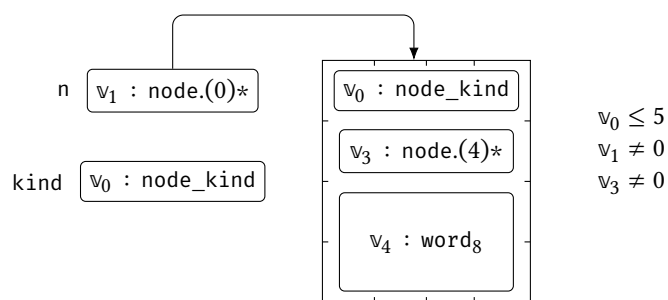 n 𝕧₁ : node.(0)*
kind 𝕧₀ : node_kind
𝕧₀ : node_kind
𝕧₃ : node.(4)*
𝕧₄ : word₈
𝕧₀ ≤ 5
𝕧₁ ≠ 0
𝕧₃ ≠ 0